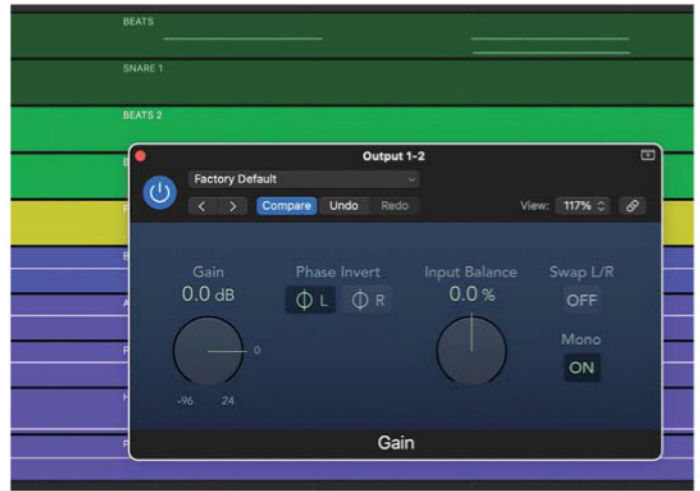 BEATS
SNARE 1
BEATS 2
Output 1-2
Factory Default
Compare Undo Redo
View: 117%
Gain
0.0 dB
0
-96 24
Phase Invert
Φ L Φ R
Input Balance
0.0 %
Swap L/R
OFF
Mono
ON
Gain